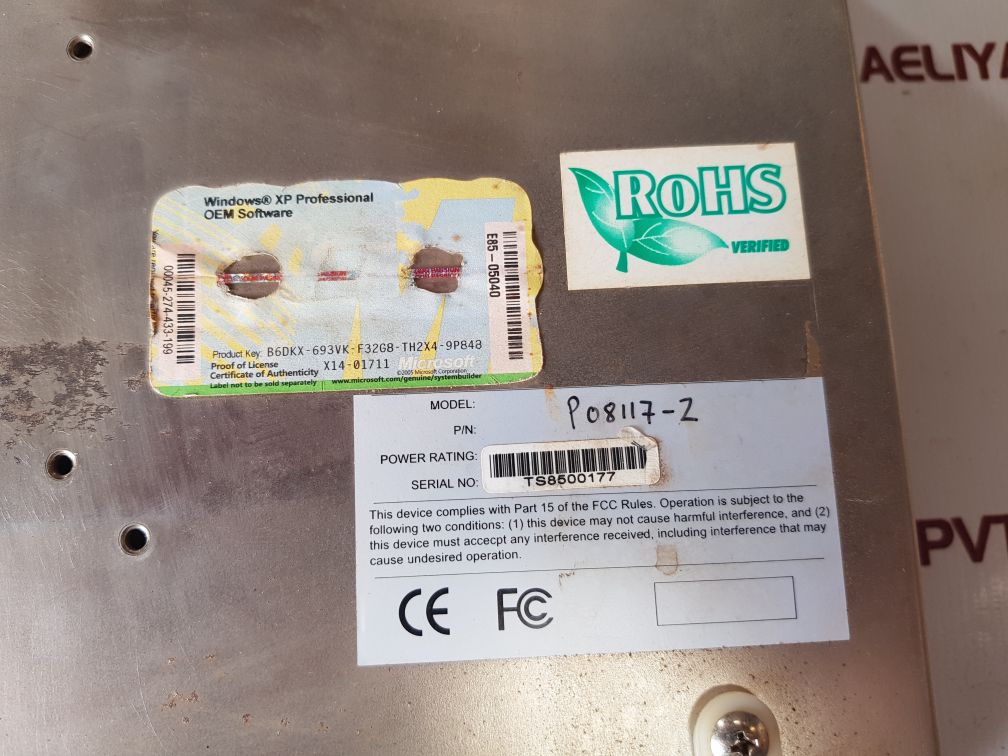 AELIYA
Windows® XP Professional
OEM Software
00045-274-433-199
E85-05040
Product Key: B6DKX-693VK-F32G8-TH2X4-9P848
Proof of License
Certificate of Authenticity
X14-01711
Microsoft
©2005 Microsoft Corporation
Label not to be sold separately
www.microsoft.com/genuine/systembuilder
RoHS
VERIFIED
MODEL:
P08117-2
P/N:
POWER RATING:
SERIAL NO:
TS8500177
This device complies with Part 15 of the FCC Rules. Operation is subject to the
following two conditions: (1) this device may not cause harmful interference, and (2)
this device must accecpt any interference received, including interference that may
cause undesired operation.
CE FC
PVT